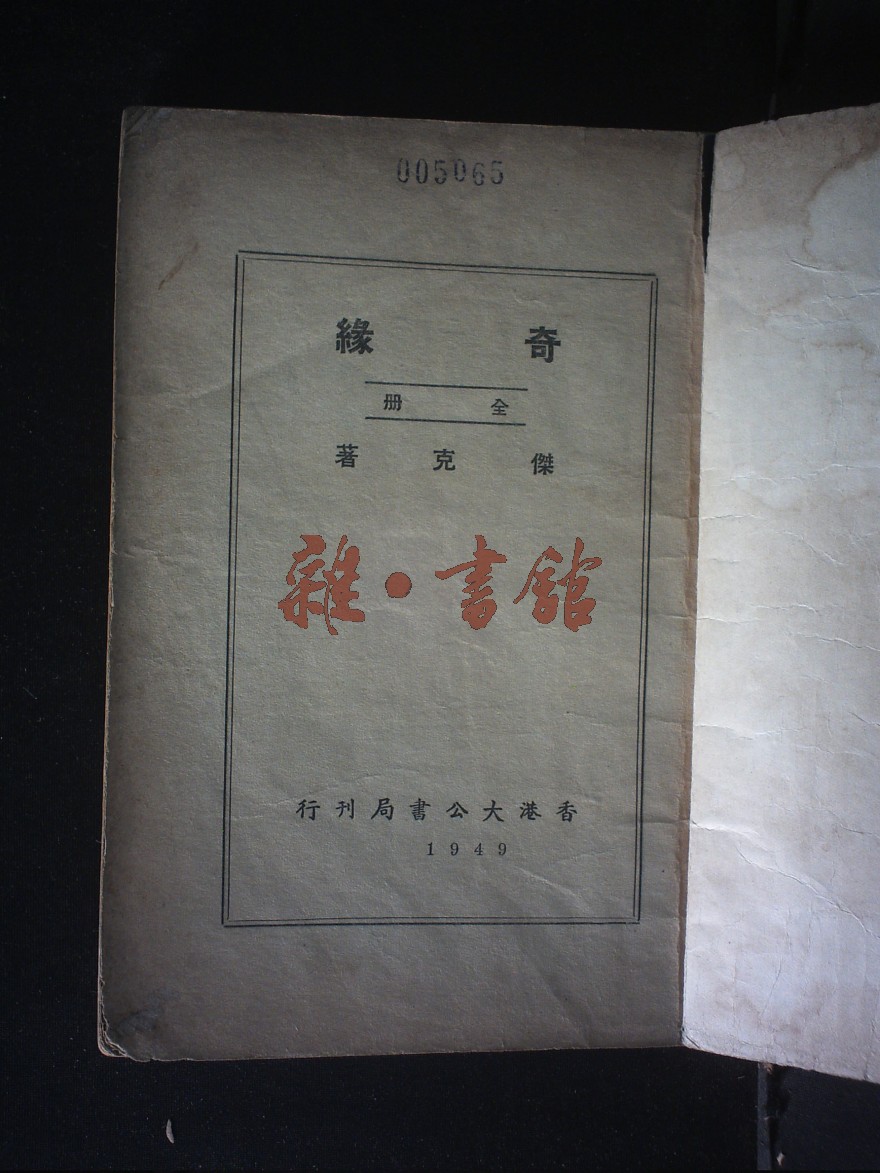 005065
奇緣
全册
傑克著
雜·書館
香港大公書局刊行
1949